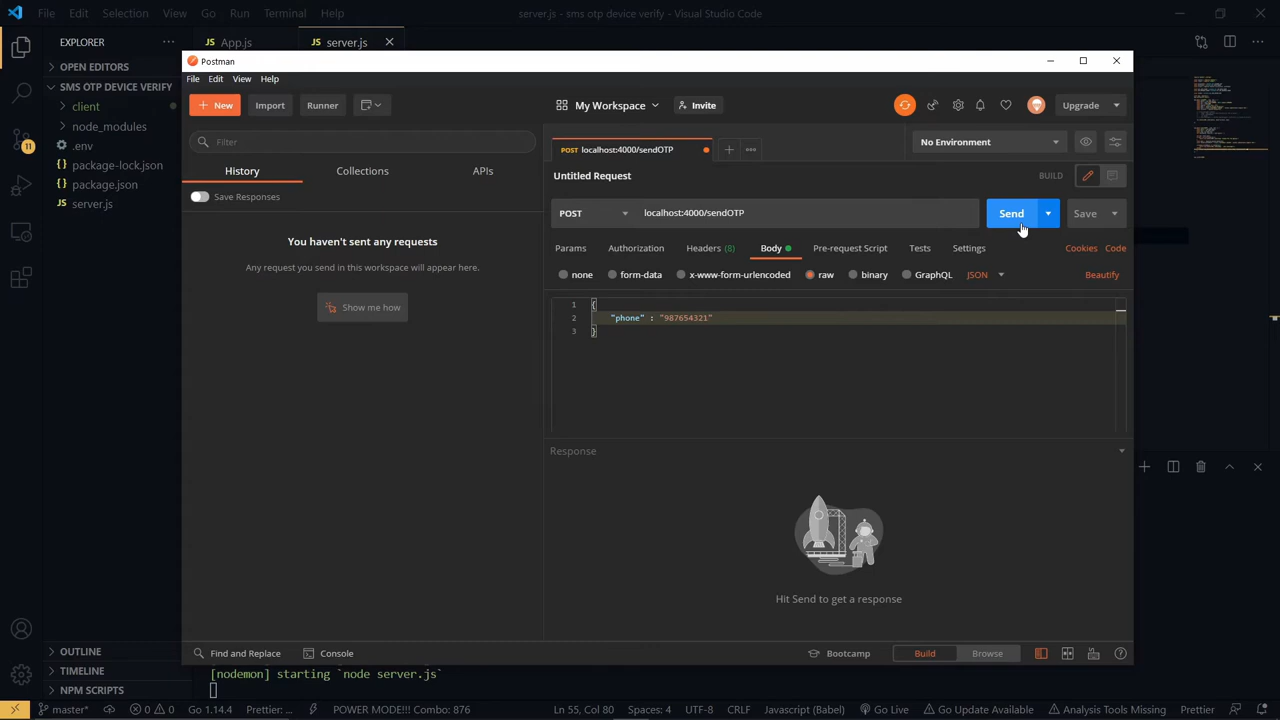 File Edit Selection View Go Run Terminal Help server.js - sms otp device verify - Visual Studio Code
EXPLORER
App.js
server.js
OPEN EDITORS
SMS OTP DEVICE VERIFY
client
node_modules
.env
package-lock.json
package.json
server.js
11
OUTLINE
TIMELINE
NPM SCRIPTS
Postman
File Edit View Help
New
Import
Runner
My Workspace
Invite
Upgrade
Filter
History
Collections
APIs
Save Responses
You haven't sent any requests
Any request you send in this workspace will appear here.
Show me how
POST localhost:4000/sendOTP
No Environment
Untitled Request
BUILD
POST
localhost:4000/sendOTP
Send
Save
Params Authorization Headers (8) Body Pre-request Script Tests Settings Cookies Code
none form-data x-www-form-urlencoded raw binary GraphQL JSON Beautify
1 {
2 "phone" : "987654321"
3 }
Response
Hit Send to get a response
Find and Replace
Console
Bootcamp
Build
Browse
[nodemon] starting `node server.js`
master* 0 0 Go 1.14.4 Prettier: POWER MODE!!! Combo: 876 Ln 55, Col 80 Spaces: 4 UTF-8 CRLF JavaScript (Babel) Go Live Go Update Available Analysis Tools Missing Prettier